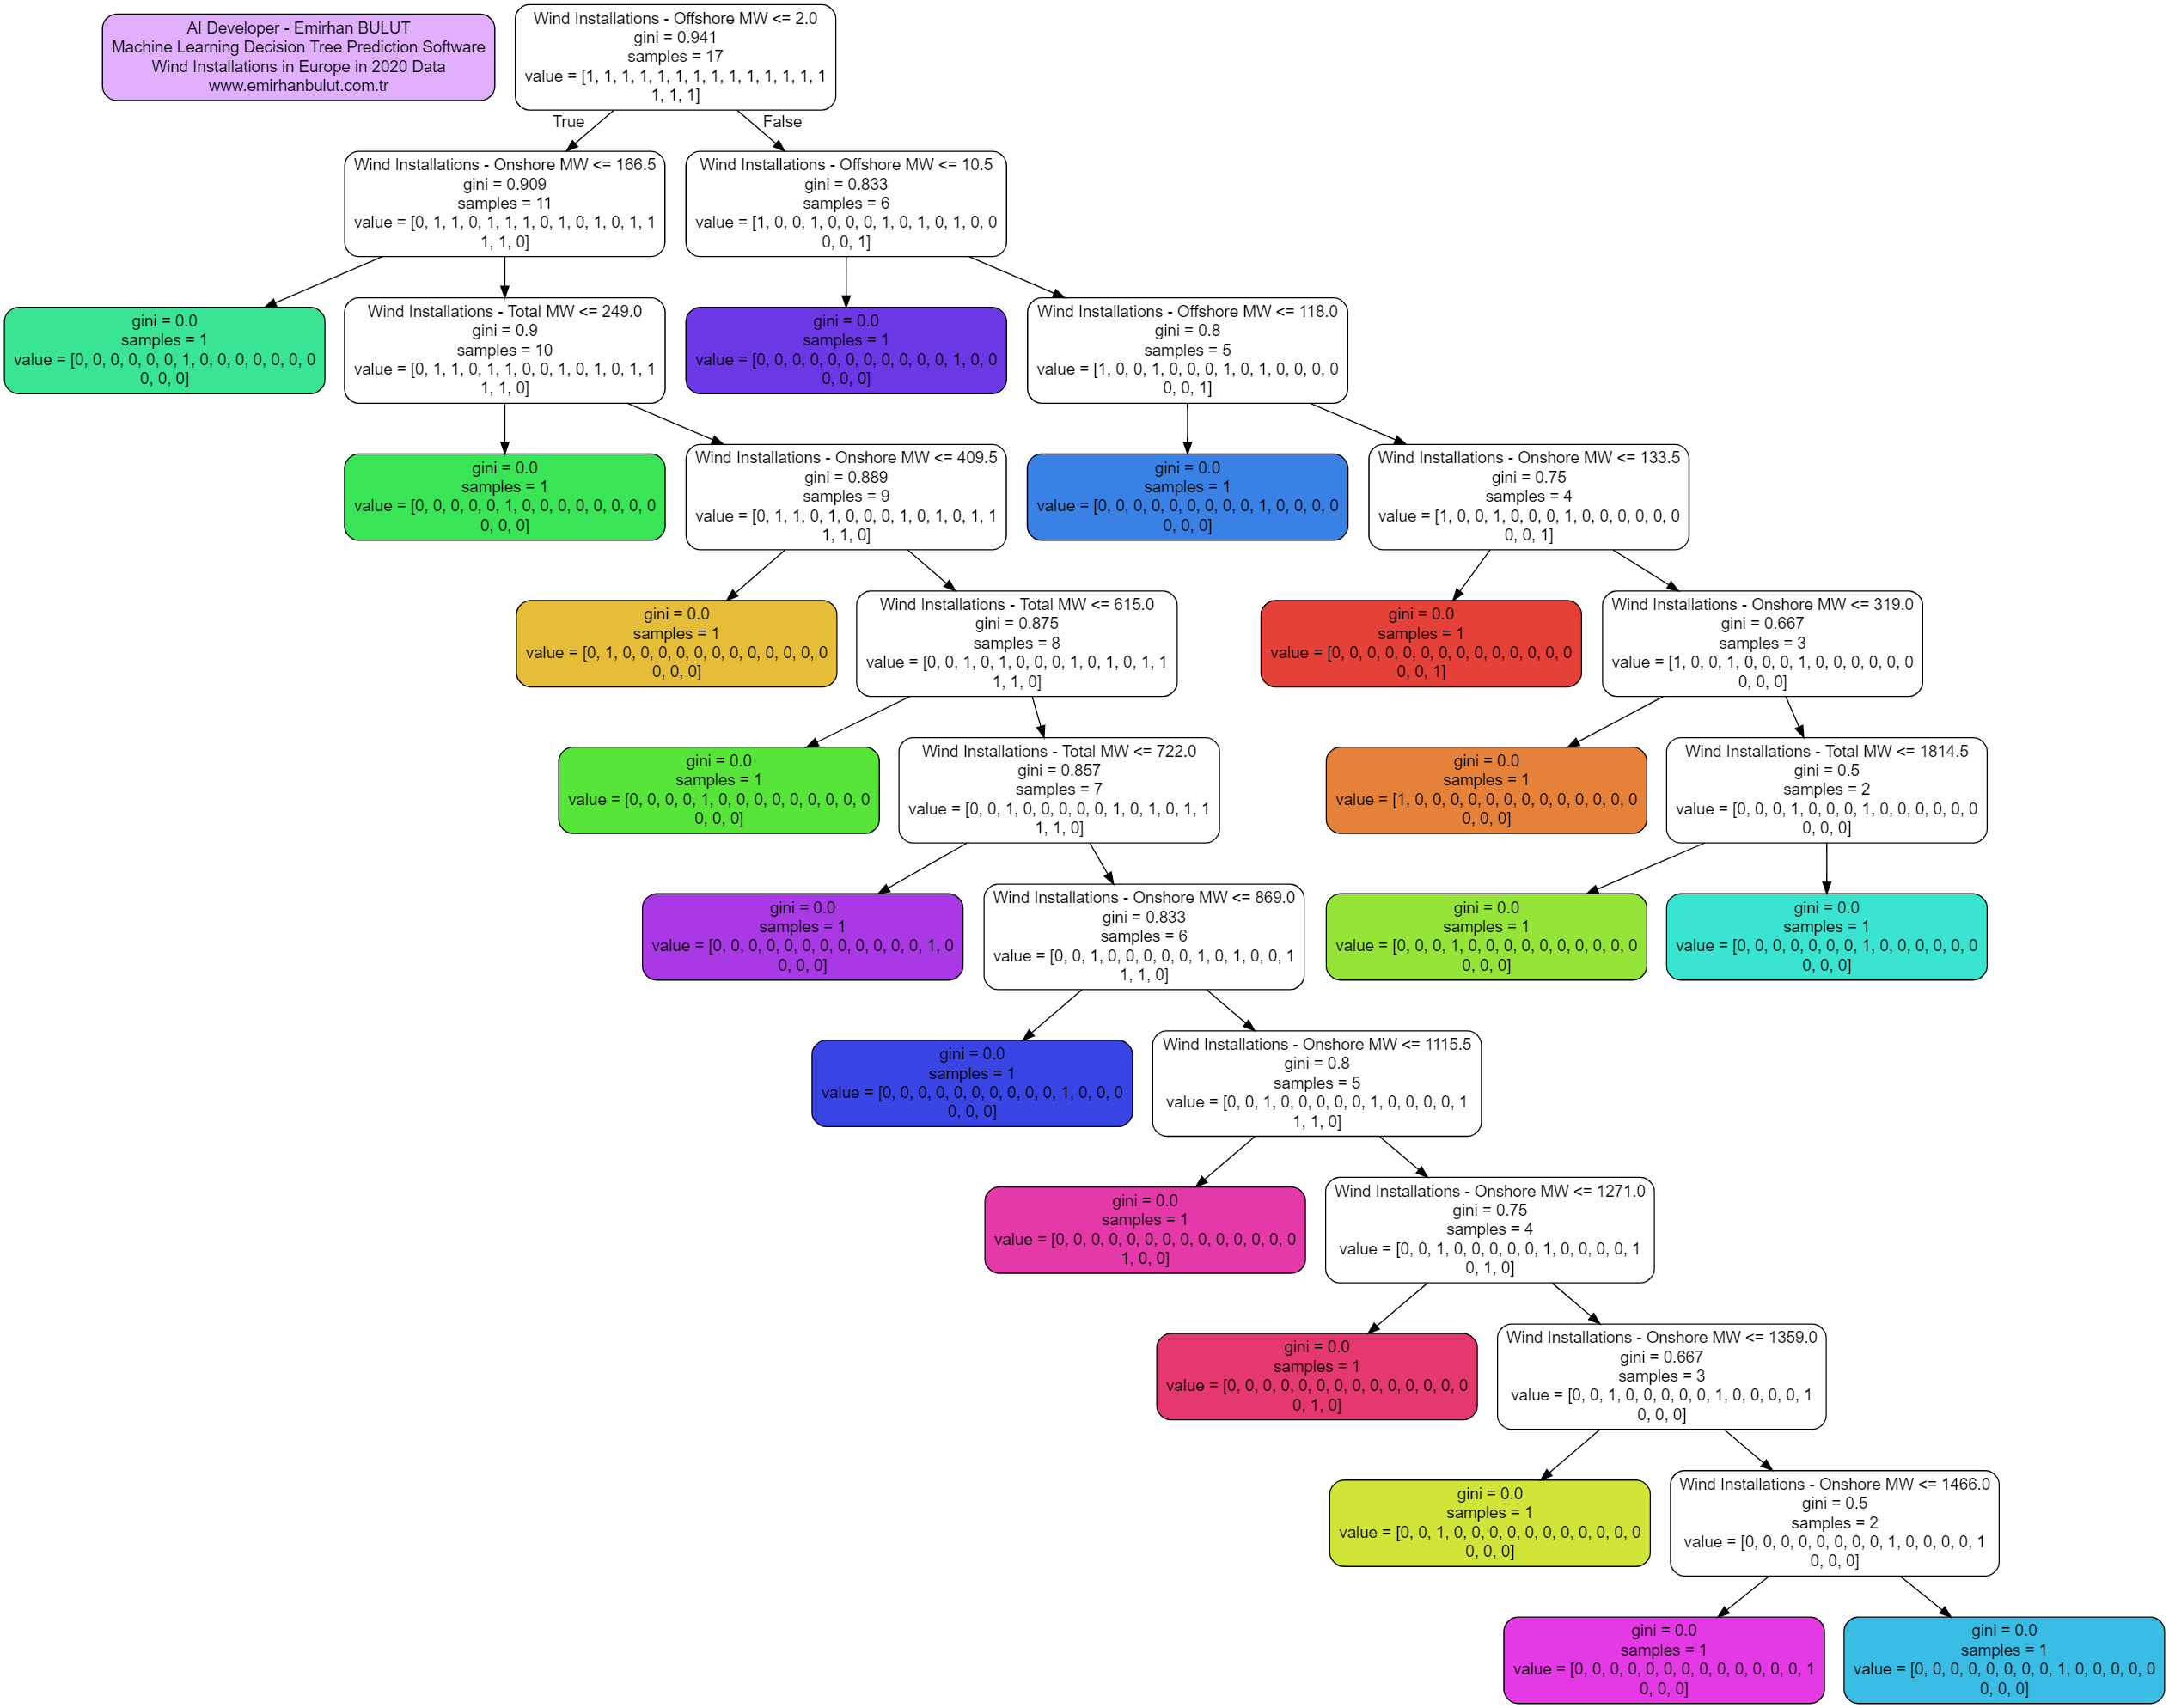 AI Developer - Emirhan BULUT
Machine Learning Decision Tree Prediction Software
Wind Installations in Europe in 2020 Data
www.emirhanbulut.com.tr
Wind Installations - Offshore MW <= 2.0
gini = 0.941
samples = 17
value = [1, 1, 1, 1, 1, 1, 1, 1, 1, 1, 1, 1, 1, 1
1, 1, 1]
True
False
Wind Installations - Onshore MW <= 166.5
gini = 0.909
samples = 11
value = [0, 1, 1, 0, 1, 1, 1, 0, 1, 0, 1, 0, 1, 1
1, 1, 0]
Wind Installations - Offshore MW <= 10.5
gini = 0.833
samples = 6
value = [1, 0, 0, 1, 0, 0, 0, 1, 0, 1, 0, 1, 0, 0
0, 0, 1]
gini = 0.0
samples = 1
value = [0, 0, 0, 0, 0, 0, 1, 0, 0, 0, 0, 0, 0, 0
0, 0, 0]
Wind Installations - Total MW <= 249.0
gini = 0.9
samples = 10
value = [0, 1, 1, 0, 1, 1, 0, 0, 1, 0, 1, 0, 1, 1
1, 1, 0]
gini = 0.0
samples = 1
value = [0, 0, 0, 0, 0, 0, 0, 0, 0, 0, 0, 1, 0, 0
0, 0, 0]
Wind Installations - Offshore MW <= 118.0
gini = 0.8
samples = 5
value = [1, 0, 0, 1, 0, 0, 0, 1, 0, 1, 0, 0, 0, 0
0, 0, 1]
gini = 0.0
samples = 1
value = [0, 0, 0, 0, 0, 1, 0, 0, 0, 0, 0, 0, 0, 0
0, 0, 0]
Wind Installations - Onshore MW <= 409.5
gini = 0.889
samples = 9
value = [0, 1, 1, 0, 1, 0, 0, 0, 1, 0, 1, 0, 1, 1
1, 1, 0]
gini = 0.0
samples = 1
value = [0, 0, 0, 0, 0, 0, 0, 0, 0, 1, 0, 0, 0, 0
0, 0, 0]
Wind Installations - Onshore MW <= 133.5
gini = 0.75
samples = 4
value = [1, 0, 0, 1, 0, 0, 0, 1, 0, 0, 0, 0, 0, 0
0, 0, 1]
gini = 0.0
samples = 1
value = [0, 1, 0, 0, 0, 0, 0, 0, 0, 0, 0, 0, 0, 0
0, 0, 0]
Wind Installations - Total MW <= 615.0
gini = 0.875
samples = 8
value = [0, 0, 1, 0, 1, 0, 0, 0, 1, 0, 1, 0, 1, 1
1, 1, 0]
gini = 0.0
samples = 1
value = [0, 0, 0, 0, 0, 0, 0, 0, 0, 0, 0, 0, 0, 0
0, 0, 1]
Wind Installations - Onshore MW <= 319.0
gini = 0.667
samples = 3
value = [1, 0, 0, 1, 0, 0, 0, 1, 0, 0, 0, 0, 0, 0
0, 0, 0]
gini = 0.0
samples = 1
value = [0, 0, 0, 0, 1, 0, 0, 0, 0, 0, 0, 0, 0, 0
0, 0, 0]
Wind Installations - Total MW <= 722.0
gini = 0.857
samples = 7
value = [0, 0, 1, 0, 0, 0, 0, 0, 1, 0, 1, 0, 1, 1
1, 1, 0]
gini = 0.0
samples = 1
value = [1, 0, 0, 0, 0, 0, 0, 0, 0, 0, 0, 0, 0, 0
0, 0, 0]
Wind Installations - Total MW <= 1814.5
gini = 0.5
samples = 2
value = [0, 0, 0, 1, 0, 0, 0, 1, 0, 0, 0, 0, 0, 0
0, 0, 0]
gini = 0.0
samples = 1
value = [0, 0, 0, 0, 0, 0, 0, 0, 0, 0, 0, 0, 1, 0
0, 0, 0]
Wind Installations - Onshore MW <= 869.0
gini = 0.833
samples = 6
value = [0, 0, 1, 0, 0, 0, 0, 0, 1, 0, 1, 0, 0, 1
1, 1, 0]
gini = 0.0
samples = 1
value = [0, 0, 0, 1, 0, 0, 0, 0, 0, 0, 0, 0, 0, 0
0, 0, 0]
gini = 0.0
samples = 1
value = [0, 0, 0, 0, 0, 0, 0, 1, 0, 0, 0, 0, 0, 0
0, 0, 0]
gini = 0.0
samples = 1
value = [0, 0, 0, 0, 0, 0, 0, 0, 0, 0, 1, 0, 0, 0
0, 0, 0]
Wind Installations - Onshore MW <= 1115.5
gini = 0.8
samples = 5
value = [0, 0, 1, 0, 0, 0, 0, 0, 1, 0, 0, 0, 0, 1
1, 1, 0]
gini = 0.0
samples = 1
value = [0, 0, 0, 0, 0, 0, 0, 0, 0, 0, 0, 0, 0, 0
1, 0, 0]
Wind Installations - Onshore MW <= 1271.0
gini = 0.75
samples = 4
value = [0, 0, 1, 0, 0, 0, 0, 0, 1, 0, 0, 0, 0, 1
0, 1, 0]
gini = 0.0
samples = 1
value = [0, 0, 0, 0, 0, 0, 0, 0, 0, 0, 0, 0, 0, 0
0, 1, 0]
Wind Installations - Onshore MW <= 1359.0
gini = 0.667
samples = 3
value = [0, 0, 1, 0, 0, 0, 0, 0, 1, 0, 0, 0, 0, 1
0, 0, 0]
gini = 0.0
samples = 1
value = [0, 0, 1, 0, 0, 0, 0, 0, 0, 0, 0, 0, 0, 0
0, 0, 0]
Wind Installations - Onshore MW <= 1466.0
gini = 0.5
samples = 2
value = [0, 0, 0, 0, 0, 0, 0, 0, 1, 0, 0, 0, 0, 1
0, 0, 0]
gini = 0.0
samples = 1
value = [0, 0, 0, 0, 0, 0, 0, 0, 0, 0, 0, 0, 0, 1
0, 0, 0]
gini = 0.0
samples = 1
value = [0, 0, 0, 0, 0, 0, 0, 0, 1, 0, 0, 0, 0, 0
0, 0, 0]